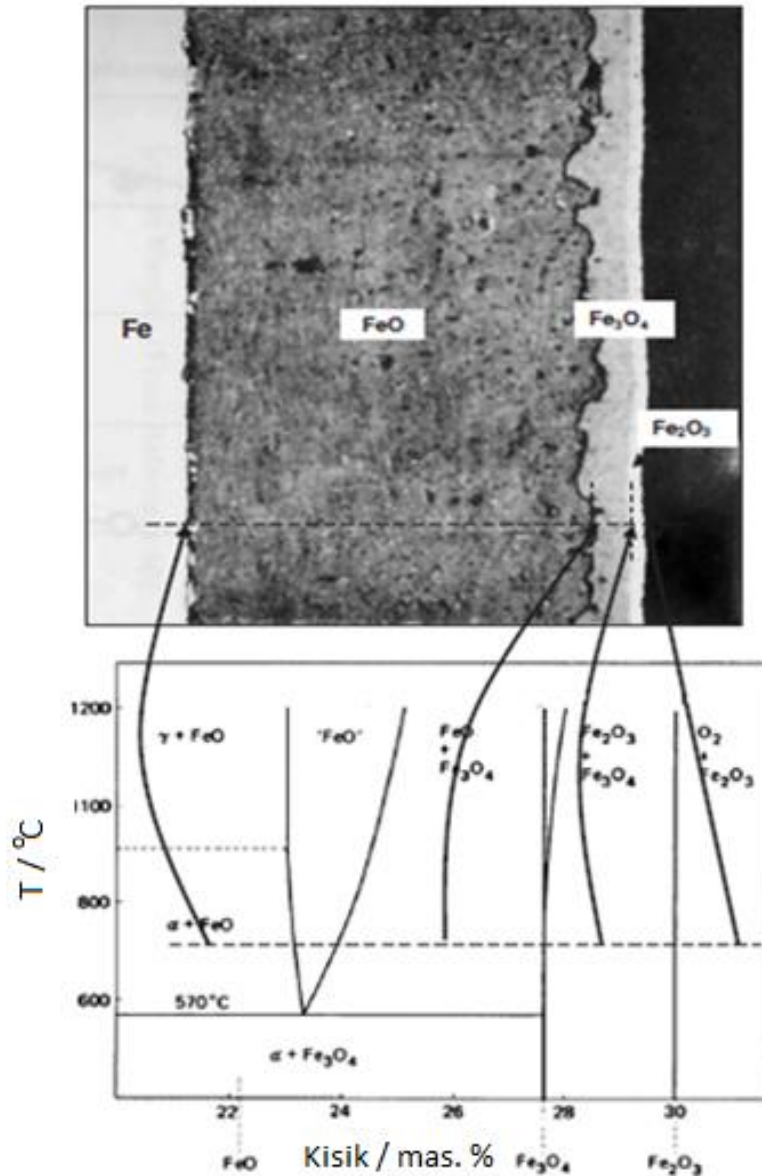 Fe
FeO
Fe₃O₄
Fe₂O₃
T / °C
1200
1100
800
600
γ + FeO
"FeO"
FeO
+
Fe₃O₄
Fe₂O₃
+
Fe₃O₄
O₂
+
Fe₂O₃
α + FeO
570°C
α + Fe₃O₄
22
24
26
28
30
FeO
Kisik / mas. %
Fe₃O₄
Fe₂O₃